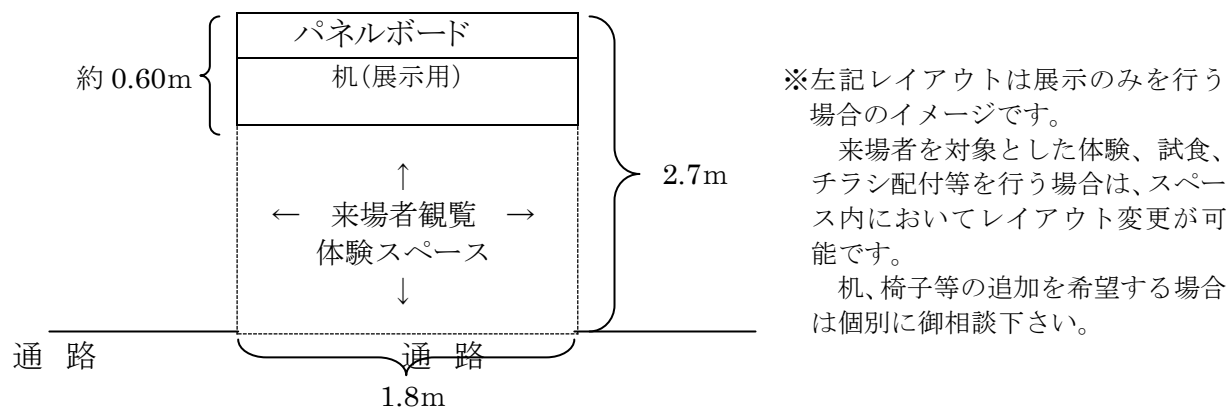 パネルボード
約 0.60m
机(展示用)
↑
← 来場者観覧 →
体験スペース
↓
2.7m
通 路
通 路
1.8m
※左記レイアウトは展示のみを行う
場合のイメージです。
来場者を対象とした体験、試食、
チラシ配付等を行う場合は、スペー
ス内においてレイアウト変更が可
能です。
机、椅子等の追加を希望する場合
は個別に御相談下さい。